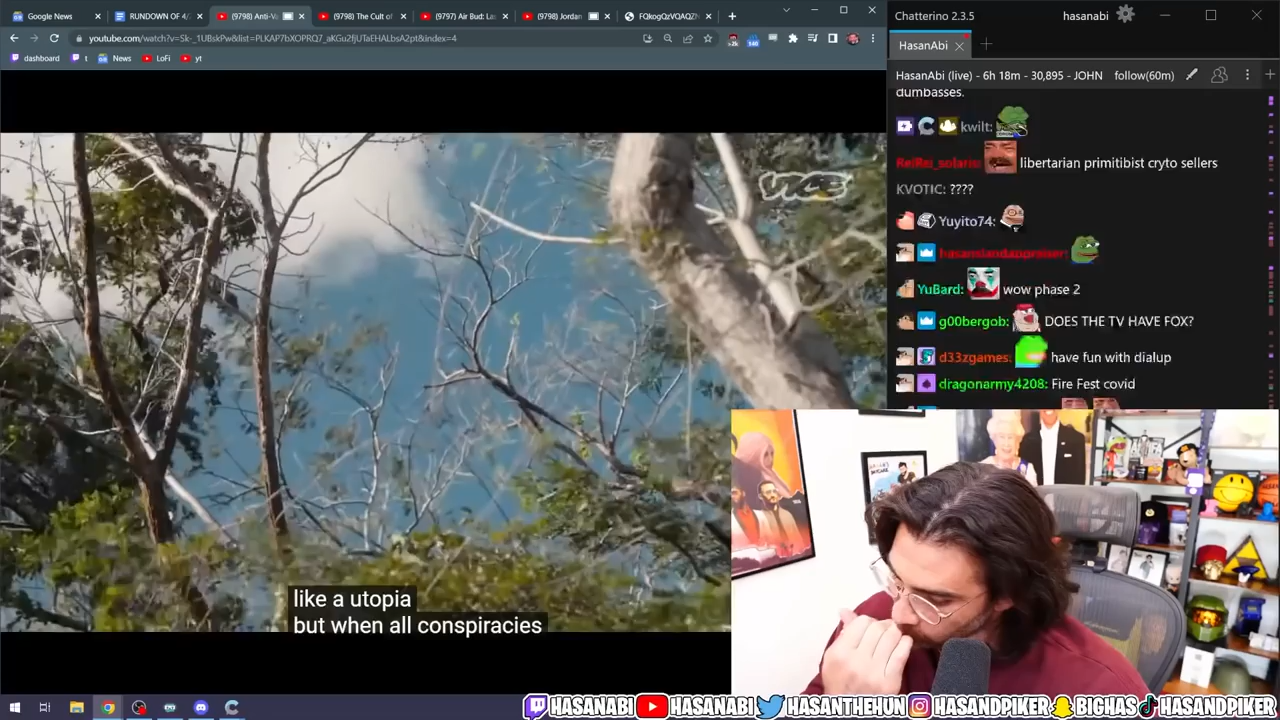 Google News
RUNDOWN OF 4/
(9798) Anti-V
(9798) The Cult o
(9797) Air Bud: La
(9798) Jordan
FQkogQzVQAQZ
youtube.com/watch?v=Sk-_1UBskPw&list=PLKAP7bXOPRQ7_aKGu2fjUTaEHALbsA2pt&index=4
dashboard
t
News
LoFi
yt
VICE
like a utopia
but when all conspiracies
Chatterino 2.3.5
hasanabi
HasanAbi
HasanAbi (live) - 6h 18m - 30,895 - JOHN
follow(60m)
dumbasses.
kwilt:
ReiRei_solaris: libertarian primitibist cryto sellers
KVOTIC: ????
Yuyito74:
hasanslandappraiser:
YuBard: wow phase 2
g00bergob: DOES THE TV HAVE FOX?
d33zgames: have fun with dialup
dragonarmy4208: Fire Fest covid
HASANABI
HASANABI
HASANTHEHUN
HASANDPIKER
BIGHAS
HASANDPIKER